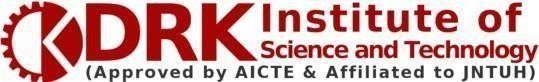 DRK Institute of
Science and Technology
(Approved by AICTE & Affiliated to JNTUH)